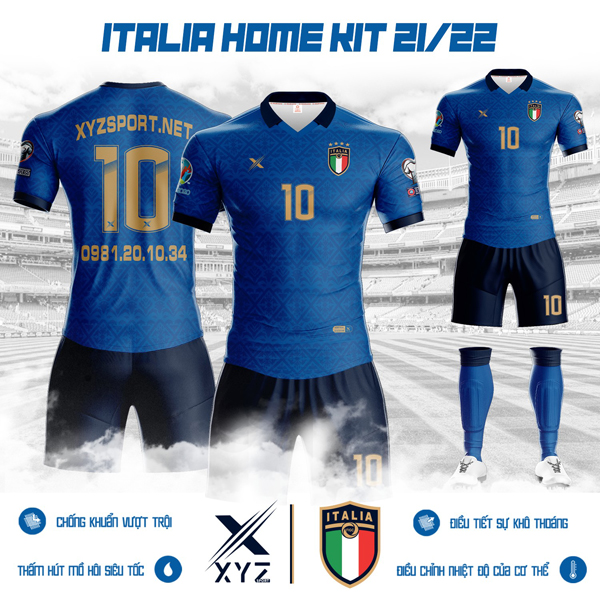 ITALIA HOME KIT 21/22
XYZSPORT.NET
10
0981.20.10.34
ITALIA
10
10
10
10
CHỐNG KHUẨN VƯỢT TRỘI
THẤM HÚT MỒ HÔI SIÊU TỐC
XYZ
SPORT
ITALIA
ĐIỀU TIẾT SỰ KHÔ THOÁNG
ĐIỀU CHỈNH NHIỆT ĐỘ CỦA CƠ THỂ